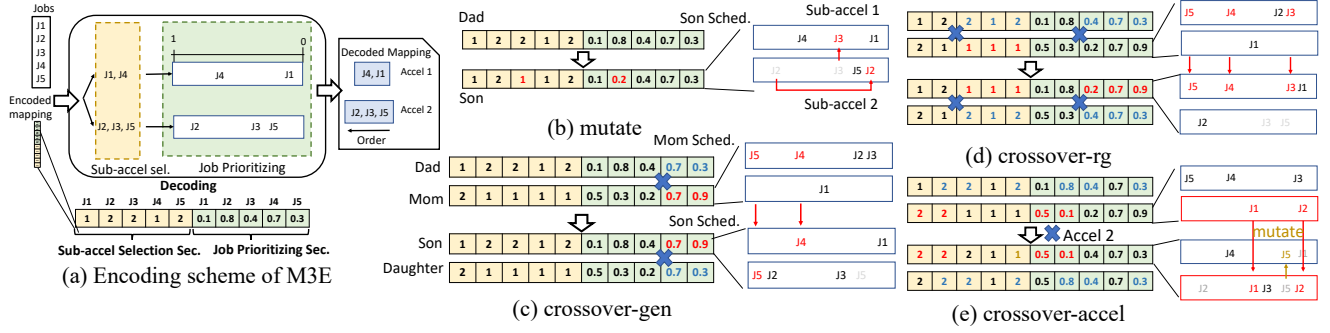 Jobs
J1
J2
J3
J4
J5
Encoded
mapping
1 0
J1, J4
J4 J1
J2, J3, J5
J2 J3 J5
Sub-accel sel. Job Prioritizing
Decoding
Decoded Mapping
J4, J1 Accel 1
J2, J3, J5 Accel 2
Order
J1 J2 J3 J4 J5 J1 J2 J3 J4 J5
1 2 2 1 2 0.1 0.8 0.4 0.7 0.3
Sub-accel Selection Sec. Job Prioritizing Sec.
(a) Encoding scheme of M3E
Dad
1 2 2 2 2 0.1 0.8 0.4 0.7 0.3
1 2 1 2 2 0.1 0.2 0.4 0.7 0.3
Son
Son Sched.
Sub-accel 1
J4 J3 J1
J2 J3 J5 J2
Sub-accel 2
(b) mutate
Mom Sched.
Dad
1 2 2 1 2 0.1 0.8 0.4 0.7 0.3
Mom
2 1 1 1 1 0.5 0.3 0.2 0.7 0.9
J5 J4 J2 J3
J1
Son Sched.
Son
1 2 2 1 2 0.1 0.8 0.4 0.7 0.9
Daughter
2 1 1 1 1 0.5 0.3 0.2 0.7 0.3
J4 J1
J5 J2 J3 J5
(c) crossover-gen
1 2 2 1 2 0.1 0.8 0.4 0.7 0.3
2 1 1 1 1 0.5 0.3 0.2 0.7 0.9
J5 J4 J2 J3
J1
1 2 1 1 1 0.1 0.8 0.2 0.7 0.9
2 1 2 1 2 0.5 0.3 0.4 0.7 0.3
J5 J4 J3 J1
J2 J3 J5
(d) crossover-rg
1 2 2 1 2 0.1 0.8 0.4 0.7 0.3
2 2 1 1 1 0.5 0.1 0.2 0.7 0.9
J5 J4 J3
J1 J2
Accel 2
mutate
2 2 2 1 1 0.5 0.1 0.4 0.7 0.3
1 2 2 1 2 0.5 0.8 0.4 0.7 0.3
J4 J5 J1
J2 J1 J3 J5 J2
(e) crossover-accel